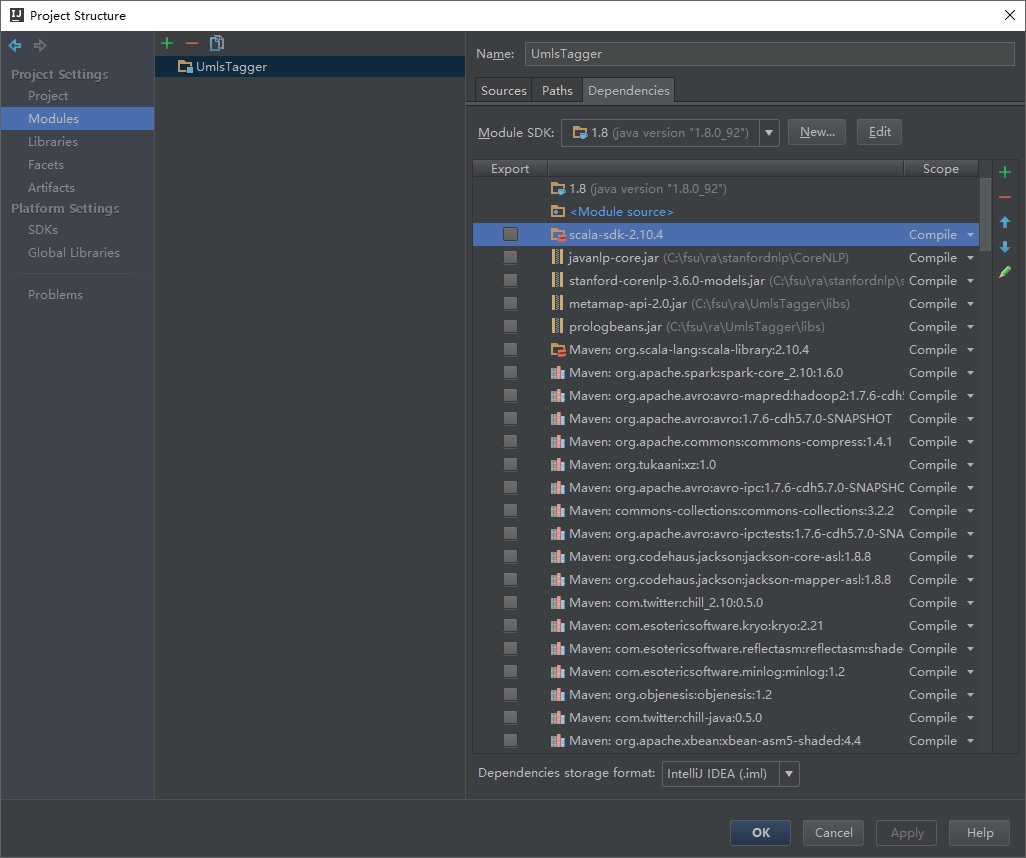 Project Structure
Project Settings
Project
Modules
Libraries
Facets
Artifacts
Platform Settings
SDKs
Global Libraries
Problems
UmlsTagger
Name: UmlsTagger
Sources Paths Dependencies
Module SDK: 1.8 (java version "1.8.0_92") New... Edit
Export Scope
1.8 (java version "1.8.0_92")
<Module source>
scala-sdk-2.10.4 Compile
javanlp-core.jar (C:\fsu\ra\stanfordnlp\CoreNLP) Compile
stanford-corenlp-3.6.0-models.jar (C:\fsu\ra\stanfordnlp\s Compile
metamap-api-2.0.jar (C:\fsu\ra\UmlsTagger\libs) Compile
prologbeans.jar (C:\fsu\ra\UmlsTagger\libs) Compile
Maven: org.scala-lang:scala-library:2.10.4 Compile
Maven: org.apache.spark:spark-core_2.10:1.6.0 Compile
Maven: org.apache.avro:avro-mapred:hadoop2:1.7.6-cdh5 Compile
Maven: org.apache.avro:avro:1.7.6-cdh5.7.0-SNAPSHOT Compile
Maven: org.apache.commons:commons-compress:1.4.1 Compile
Maven: org.tukaani:xz:1.0 Compile
Maven: org.apache.avro:avro-ipc:1.7.6-cdh5.7.0-SNAPSHO Compile
Maven: commons-collections:commons-collections:3.2.2 Compile
Maven: org.apache.avro:avro-ipc:tests:1.7.6-cdh5.7.0-SNA Compile
Maven: org.codehaus.jackson:jackson-core-asl:1.8.8 Compile
Maven: org.codehaus.jackson:jackson-mapper-asl:1.8.8 Compile
Maven: com.twitter:chill_2.10:0.5.0 Compile
Maven: com.esotericsoftware.kryo:kryo:2.21 Compile
Maven: com.esotericsoftware.reflectasm:reflectasm:shade Compile
Maven: com.esotericsoftware.minlog:minlog:1.2 Compile
Maven: org.objenesis:objenesis:1.2 Compile
Maven: com.twitter:chill-java:0.5.0 Compile
Maven: org.apache.xbean:xbean-asm5-shaded:4.4 Compile
Dependencies storage format: IntelliJ IDEA (.iml)
OK Cancel Apply Help